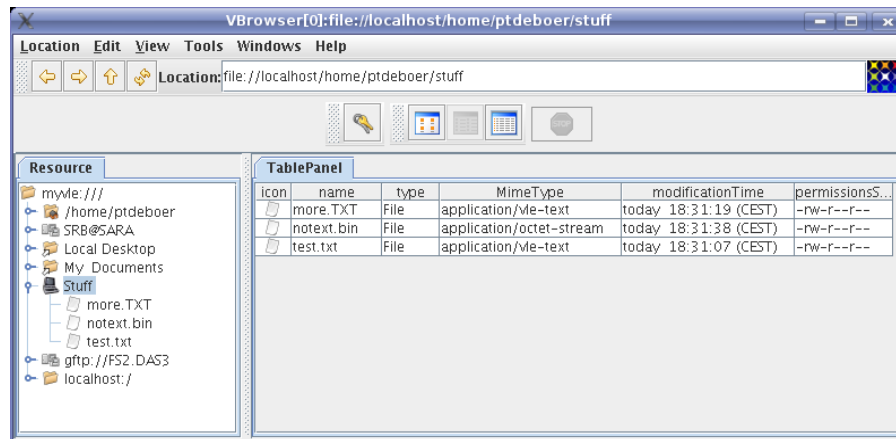 VBrowser[0]:file://localhost/home/ptdeboer/stuff
Location Edit View Tools Windows Help
Location: file://localhost/home/ptdeboer/stuff
STOP
Resource
myvle:///
/home/ptdeboer
SRB@SARA
Local Desktop
My Documents
Stuff
more.TXT
notext.bin
test.txt
gftp://FS2.DAS3
localhost:/
TablePanel
icon name type MimeType modificationTime permissionsS...
more.TXT File application/vle-text today 18:31:19 (CEST) -rw-r--r--
notext.bin File application/octet-stream today 18:31:38 (CEST) -rw-r--r--
test.txt File application/vle-text today 18:31:07 (CEST) -rw-r--r--